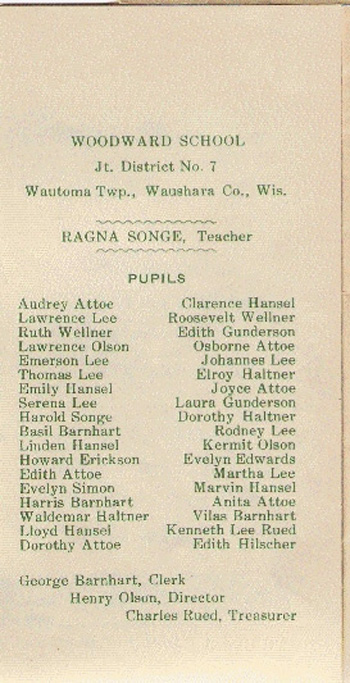 WOODWARD SCHOOL
Jt. District No. 7
Wautoma Twp., Waushara Co., Wis.
RAGNA SONGE, Teacher
PUPILS
Audrey Attoe Clarence Hansel
Lawrence Lee Roosevelt Wellner
Ruth Wellner Edith Gunderson
Lawrence Olson Osborne Attoe
Emerson Lee Johannes Lee
Thomas Lee Elroy Haltner
Emily Hansel Joyce Attoe
Serena Lee Laura Gunderson
Harold Songe Dorothy Haltner
Basil Barnhart Rodney Lee
Linden Hansel Kermit Olson
Howard Erickson Evelyn Edwards
Edith Attoe Martha Lee
Evelyn Simon Marvin Hansel
Harris Barnhart Anita Attoe
Waldemar Haltner Vilas Barnhart
Lloyd Hansel Kenneth Lee Rued
Dorothy Attoe Edith Hilscher
George Barnhart, Clerk
Henry Olson, Director
Charles Rued, Treasurer